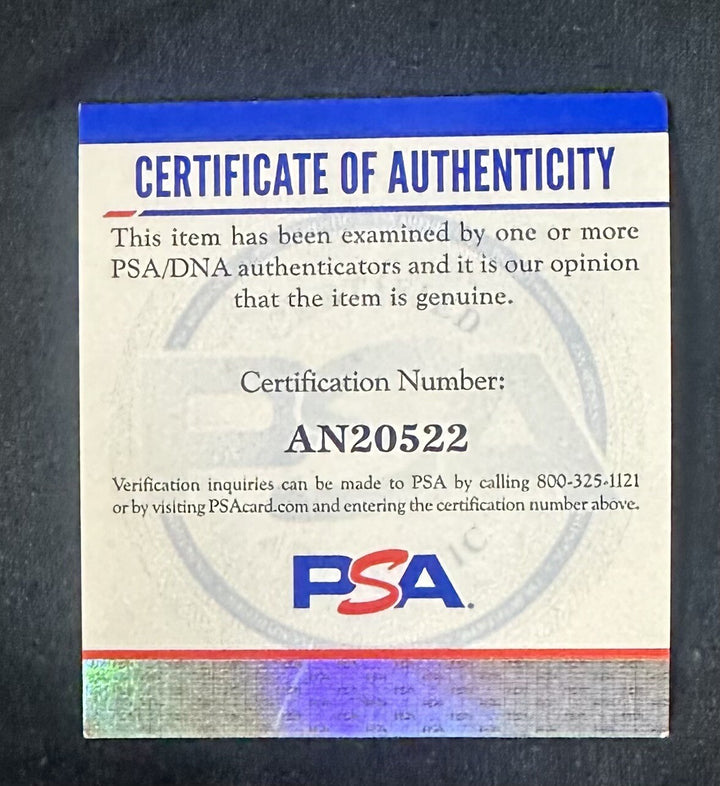 CERTIFICATE OF AUTHENTICITY
This item has been examined by one or more
PSA/DNA authenticators and it is our opinion
that the item is genuine.
Certification Number:
AN20522
Verification inquiries can be made to PSA by calling 800-325-1121
or by visiting PSAcard.com and entering the certification number above.
PSA.